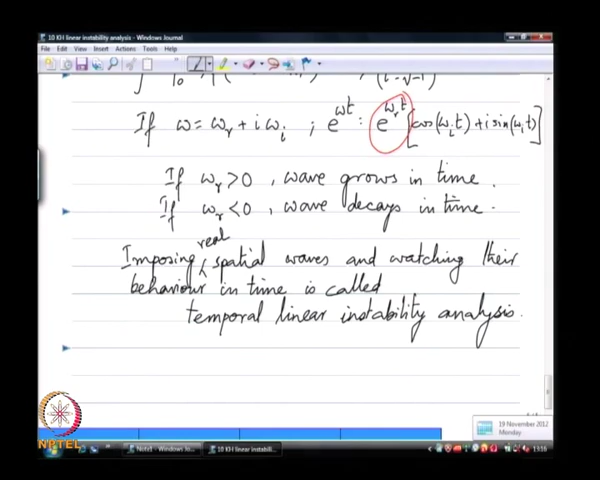 10 KH linear instability analysis - Windows Journal
File Edit View Insert Actions Tools Help
If ω = ωr + iωi ; e^ωt : e^ωrt [cos(ωit) + i sin(ωit)]
If ωr > 0 , wave grows in time .
If ωr < 0 , wave decays in time .
real
Imposing spatial waves and watching their
behaviour in time is called
temporal linear instability analysis.
NPTEL
19 November 2012
Monday
Note1 - Windows Jo...
10 KH linear instabili...